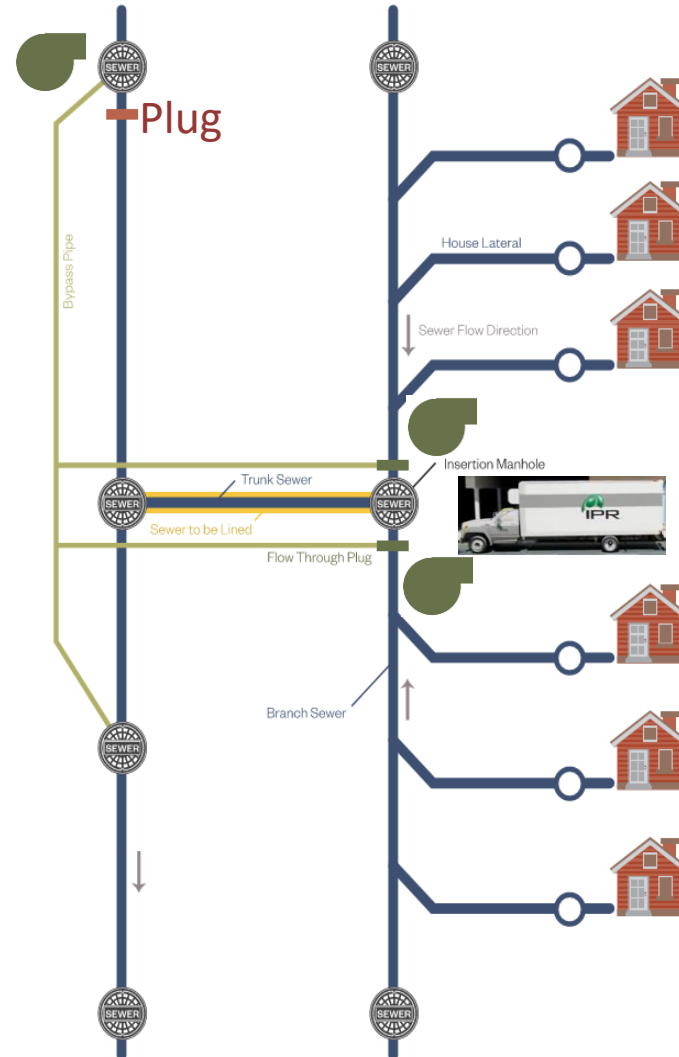 SEWER
SEWER
Plug
Bypass Pipe
House Lateral
Sewer Flow Direction
Insertion Manhole
Trunk Sewer
SEWER
SEWER
IPR
Sewer to be Lined
Flow Through Plug
Branch Sewer
SEWER
SEWER
SEWER